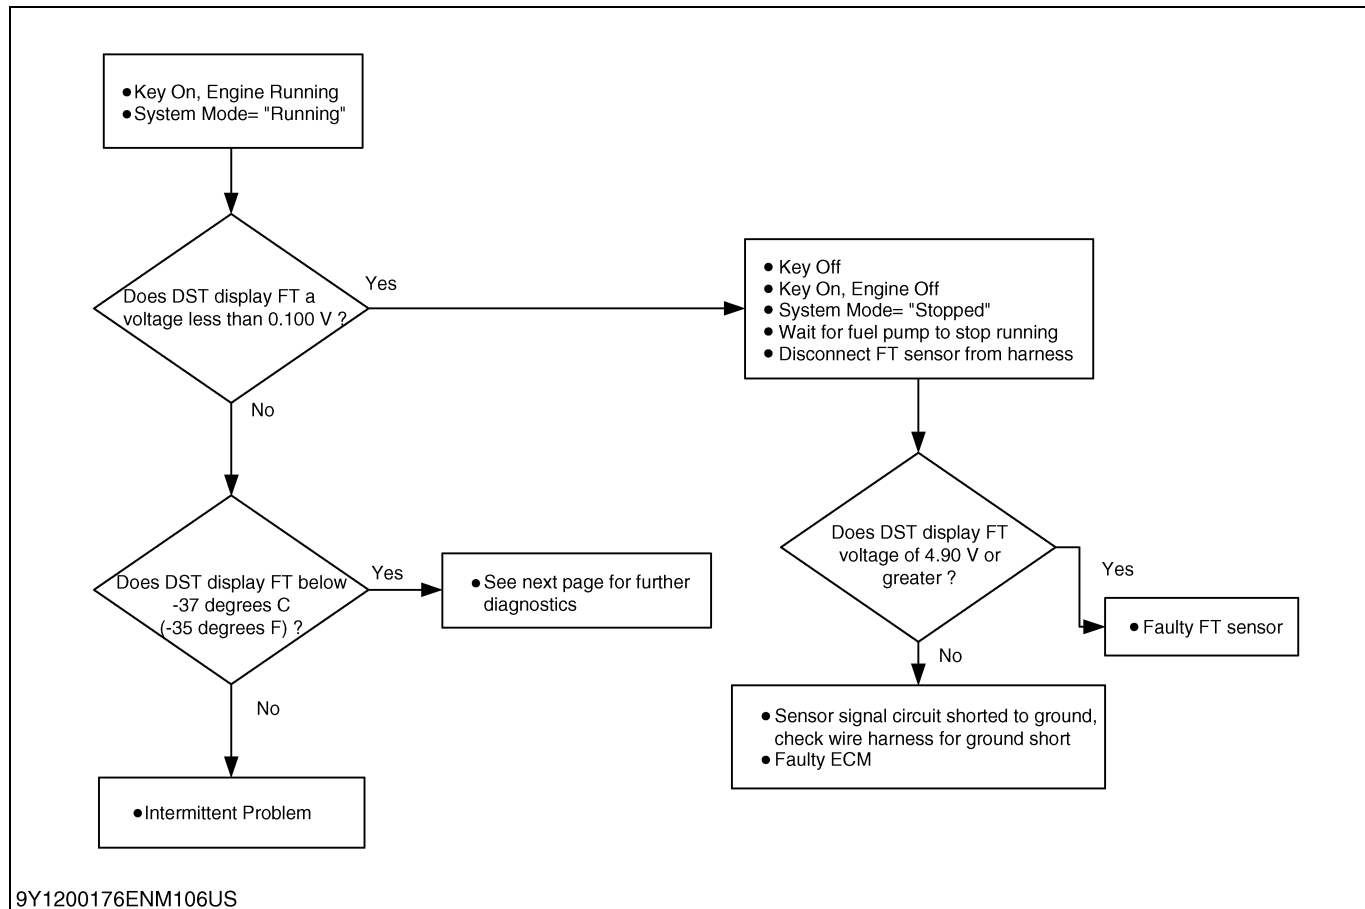 ● Key On, Engine Running
● System Mode= "Running"
Does DST display FT a
voltage less than 0.100 V ?
Yes
No
● Key Off
● Key On, Engine Off
● System Mode= "Stopped"
● Wait for fuel pump to stop running
● Disconnect FT sensor from harness
Does DST display FT below
-37 degrees C
(-35 degrees F) ?
Yes
No
● See next page for further
diagnostics
● Intermittent Problem
Does DST display FT
voltage of 4.90 V or
greater ?
Yes
No
● Faulty FT sensor
● Sensor signal circuit shorted to ground,
check wire harness for ground short
● Faulty ECM
9Y1200176ENM106US